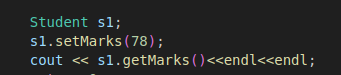 Student s1;
s1.setMarks(78);
cout << s1.getMarks()<<endl<<endl;